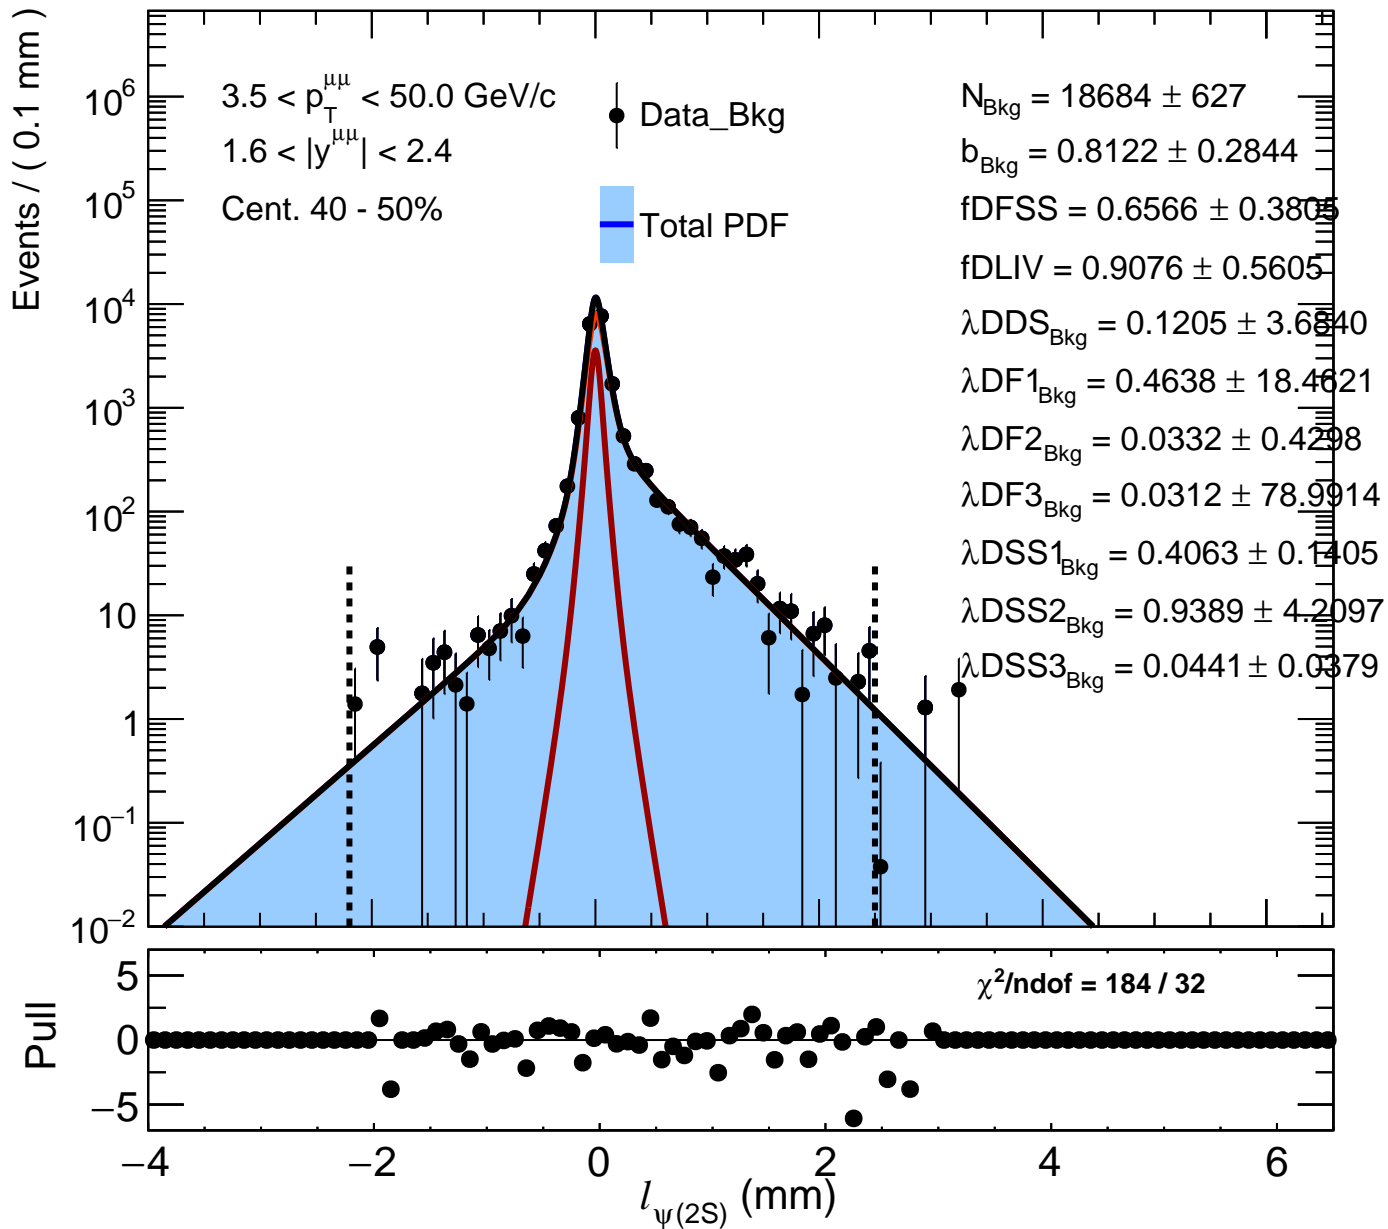 Events / ( 0.1 mm )
10^6
10^5
10^4
10^3
10^2
10
1
10^−1
10^−2
3.5 < p_T^μμ < 50.0 GeV/c
1.6 < |y^μμ| < 2.4
Cent. 40 - 50%
Data_Bkg
Total PDF
N_Bkg = 18684 ± 627
b_Bkg = 0.8122 ± 0.2844
fDFSS = 0.6566 ± 0.3805
fDLIV = 0.9076 ± 0.5605
λDDS_Bkg = 0.1205 ± 3.6840
λDF1_Bkg = 0.4638 ± 18.4621
λDF2_Bkg = 0.0332 ± 0.4298
λDF3_Bkg = 0.0312 ± 78.9914
λDSS1_Bkg = 0.4063 ± 0.1405
λDSS2_Bkg = 0.9389 ± 4.2097
λDSS3_Bkg = 0.0441 ± 0.0379
Pull
5
0
−5
χ²/ndof = 184 / 32
−4 −2 0 2 4 6
l_ψ(2S) (mm)